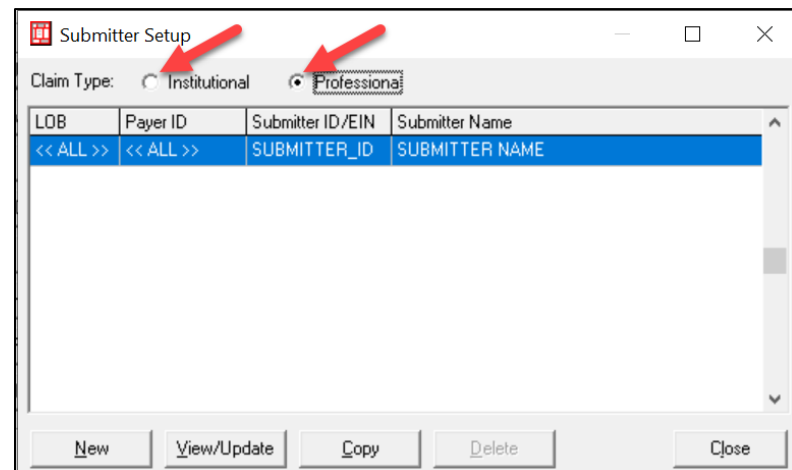 Submitter Setup
Claim Type: Institutional Professional
LOB Payer ID Submitter ID/EIN Submitter Name
<< ALL >> << ALL >> SUBMITTER_ID SUBMITTER NAME
New View/Update Copy Delete Close